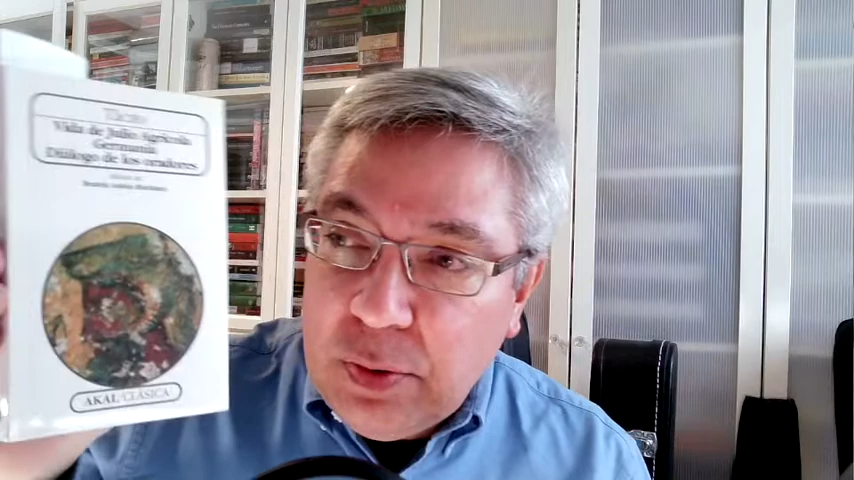 Tácito
Vida de Julio Agrícola
Germania
Diálogo de los oradores
AKAL/CLÁSICA